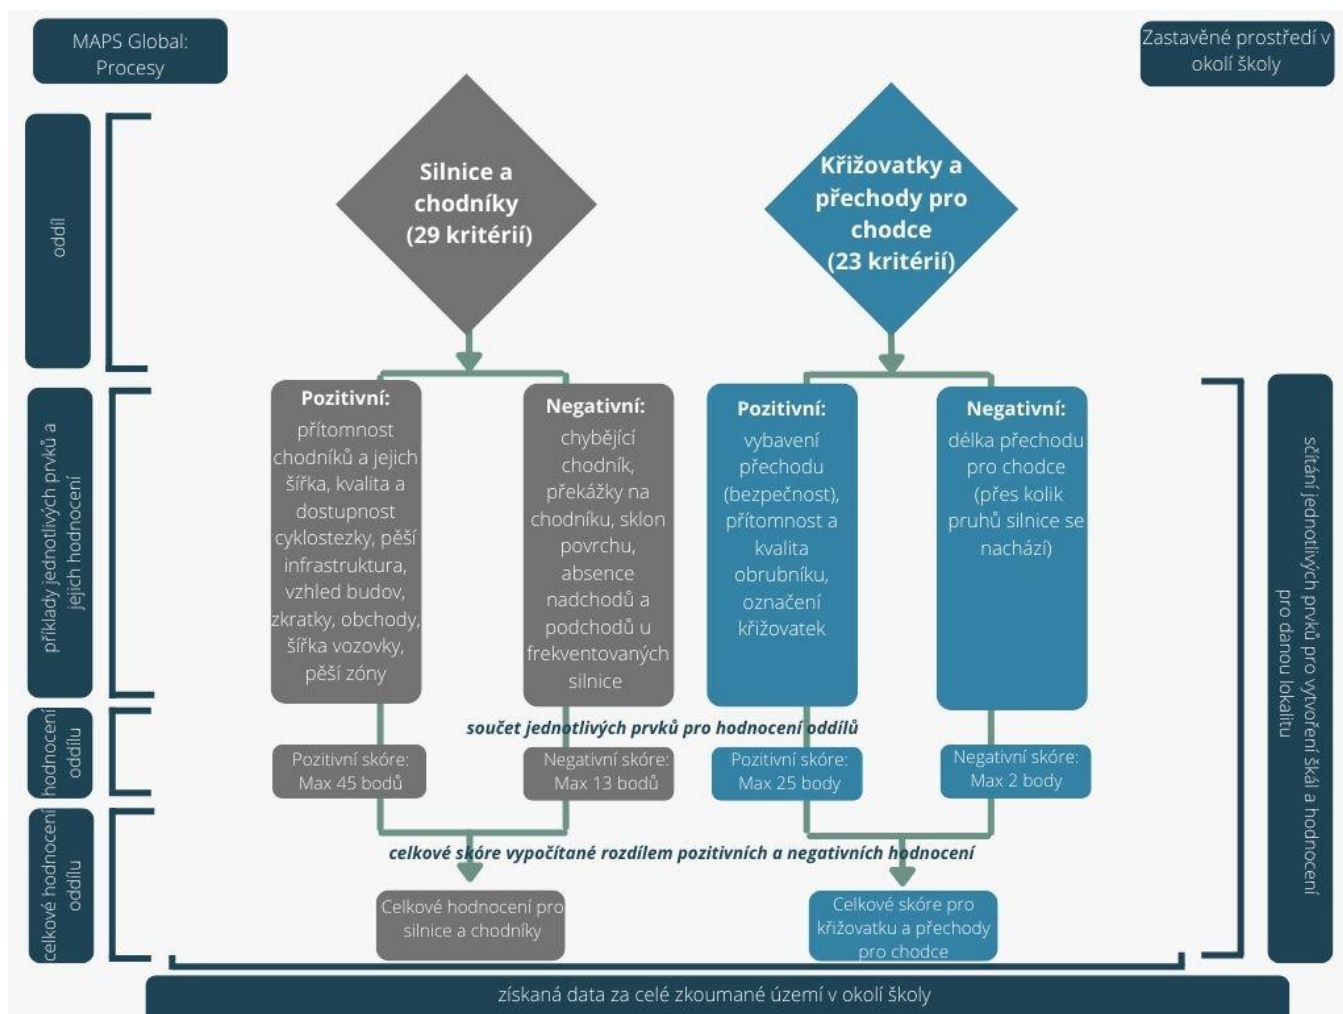 MAPS Global:
Procesy
Zastavěné prostředí v
okolí školy
oddíl
Silnice a
chodníky
(29 kritérií)
Křižovatky a
přechody pro
chodce
(23 kritérií)
příklady jednotlivých prvků a
jejich hodnocení
Pozitivní:
přítomnost
chodníků a jejich
šířka, kvalita a
dostupnost
cyklostezky, pěší
infrastruktura,
vzhled budov,
zkratky, obchody,
šířka vozovky,
pěší zóny
Negativní:
chybějící
chodník,
překážky na
chodníku, sklon
povrchu,
absence
nadchodů a
podchodů u
frekventovaných
silnice
Pozitivní:
vybavení
přechodu
(bezpečnost),
přítomnost a
kvalita
obrubníku,
označení
křižovatek
Negativní:
délka přechodu
pro chodce
(přes kolik
pruhů silnice se
nachází)
sčítání jednotlivých prvků pro vytvoření škál a hodnocení
pro danou lokalitu
hodnocení
oddílu
součet jednotlivých prvků pro hodnocení oddílů
Pozitivní skóre:
Max 45 bodů
Negativní skóre:
Max 13 bodů
Pozitivní skóre:
Max 25 body
Negativní skóre:
Max 2 body
celkové hodnocení
oddílu
celkové skóre vypočítané rozdílem pozitivních a negativních hodnocení
Celkové hodnocení pro
silnice a chodníky
Celkové skóre pro
křižovatku a přechody
pro chodce
získaná data za celé zkoumané území v okolí školy